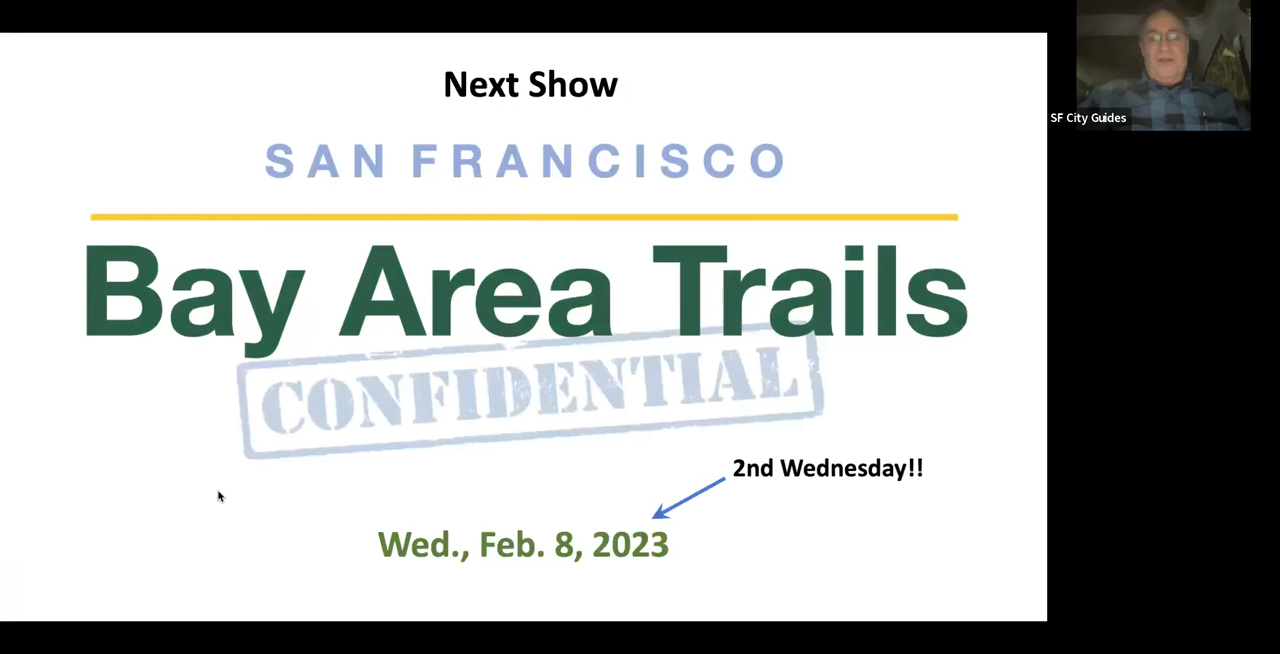 Next Show
SF City Guides
SAN FRANCISCO
Bay Area Trails
CONFIDENTIAL
2nd Wednesday!!
Wed., Feb. 8, 2023